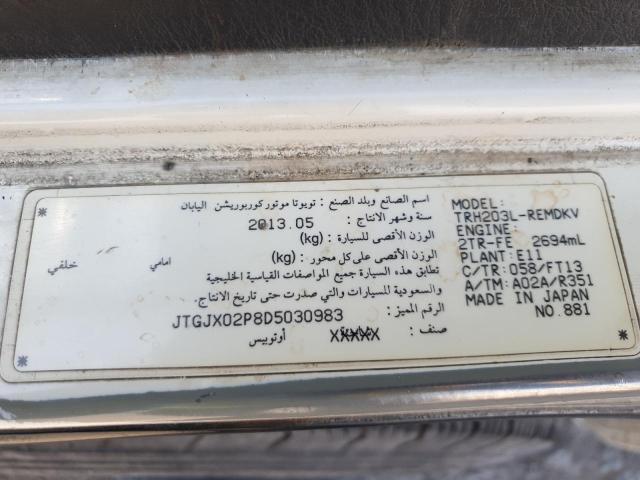 اسم الصانع وبلد الصنع : تويوتا موتور كوربوريشن اليابان
سنة وشهر الانتاج : 2013.05
الوزن الأقصى للسيارة : (kg)
الوزن الأقصى على كل محور : (kg) امامي خلفي
تطابق هذه السيارة جميع المواصفات القياسية الخليجية
والسعودية للسيارات والتي صدرت حتى تاريخ الانتاج.
الرقم المميز : JTGJX02P8D5030983
صنف : XXXXX أوتوبيس
MODEL:
TRH203L-REMDKV
ENGINE:
2TR-FE 2694mL
PLANT: E11
C/TR: 058/FT13
A/TM: A02A/R351
MADE IN JAPAN
NO.881